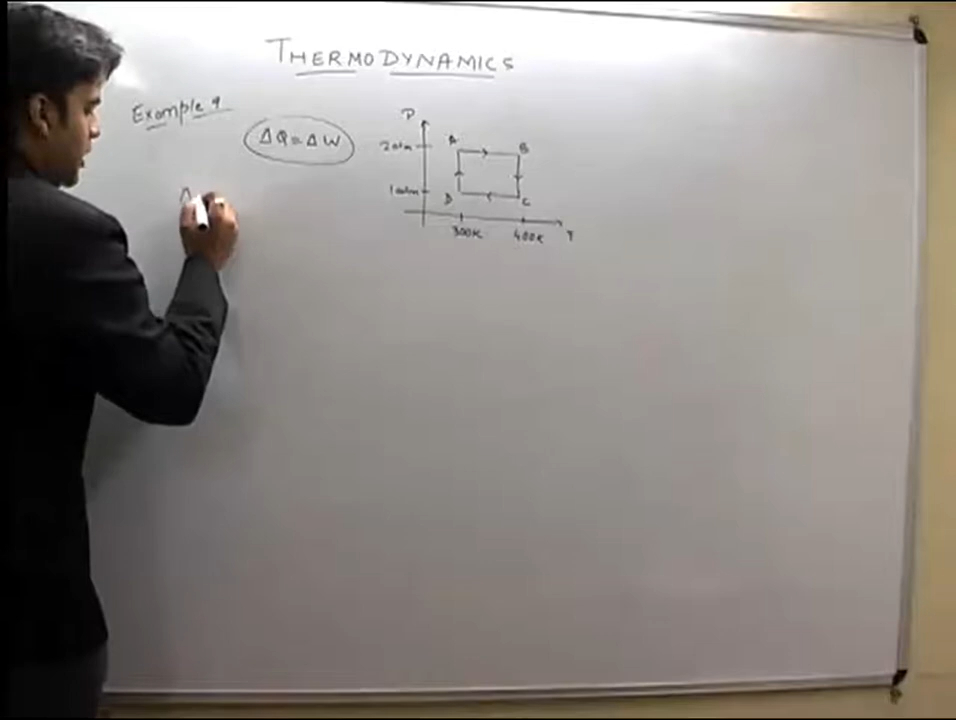 THERMODYNAMICS
Example 9
ΔQ = ΔW
P
2 atm
A
B
1 atm
D
C
300K
400K
T
Δ